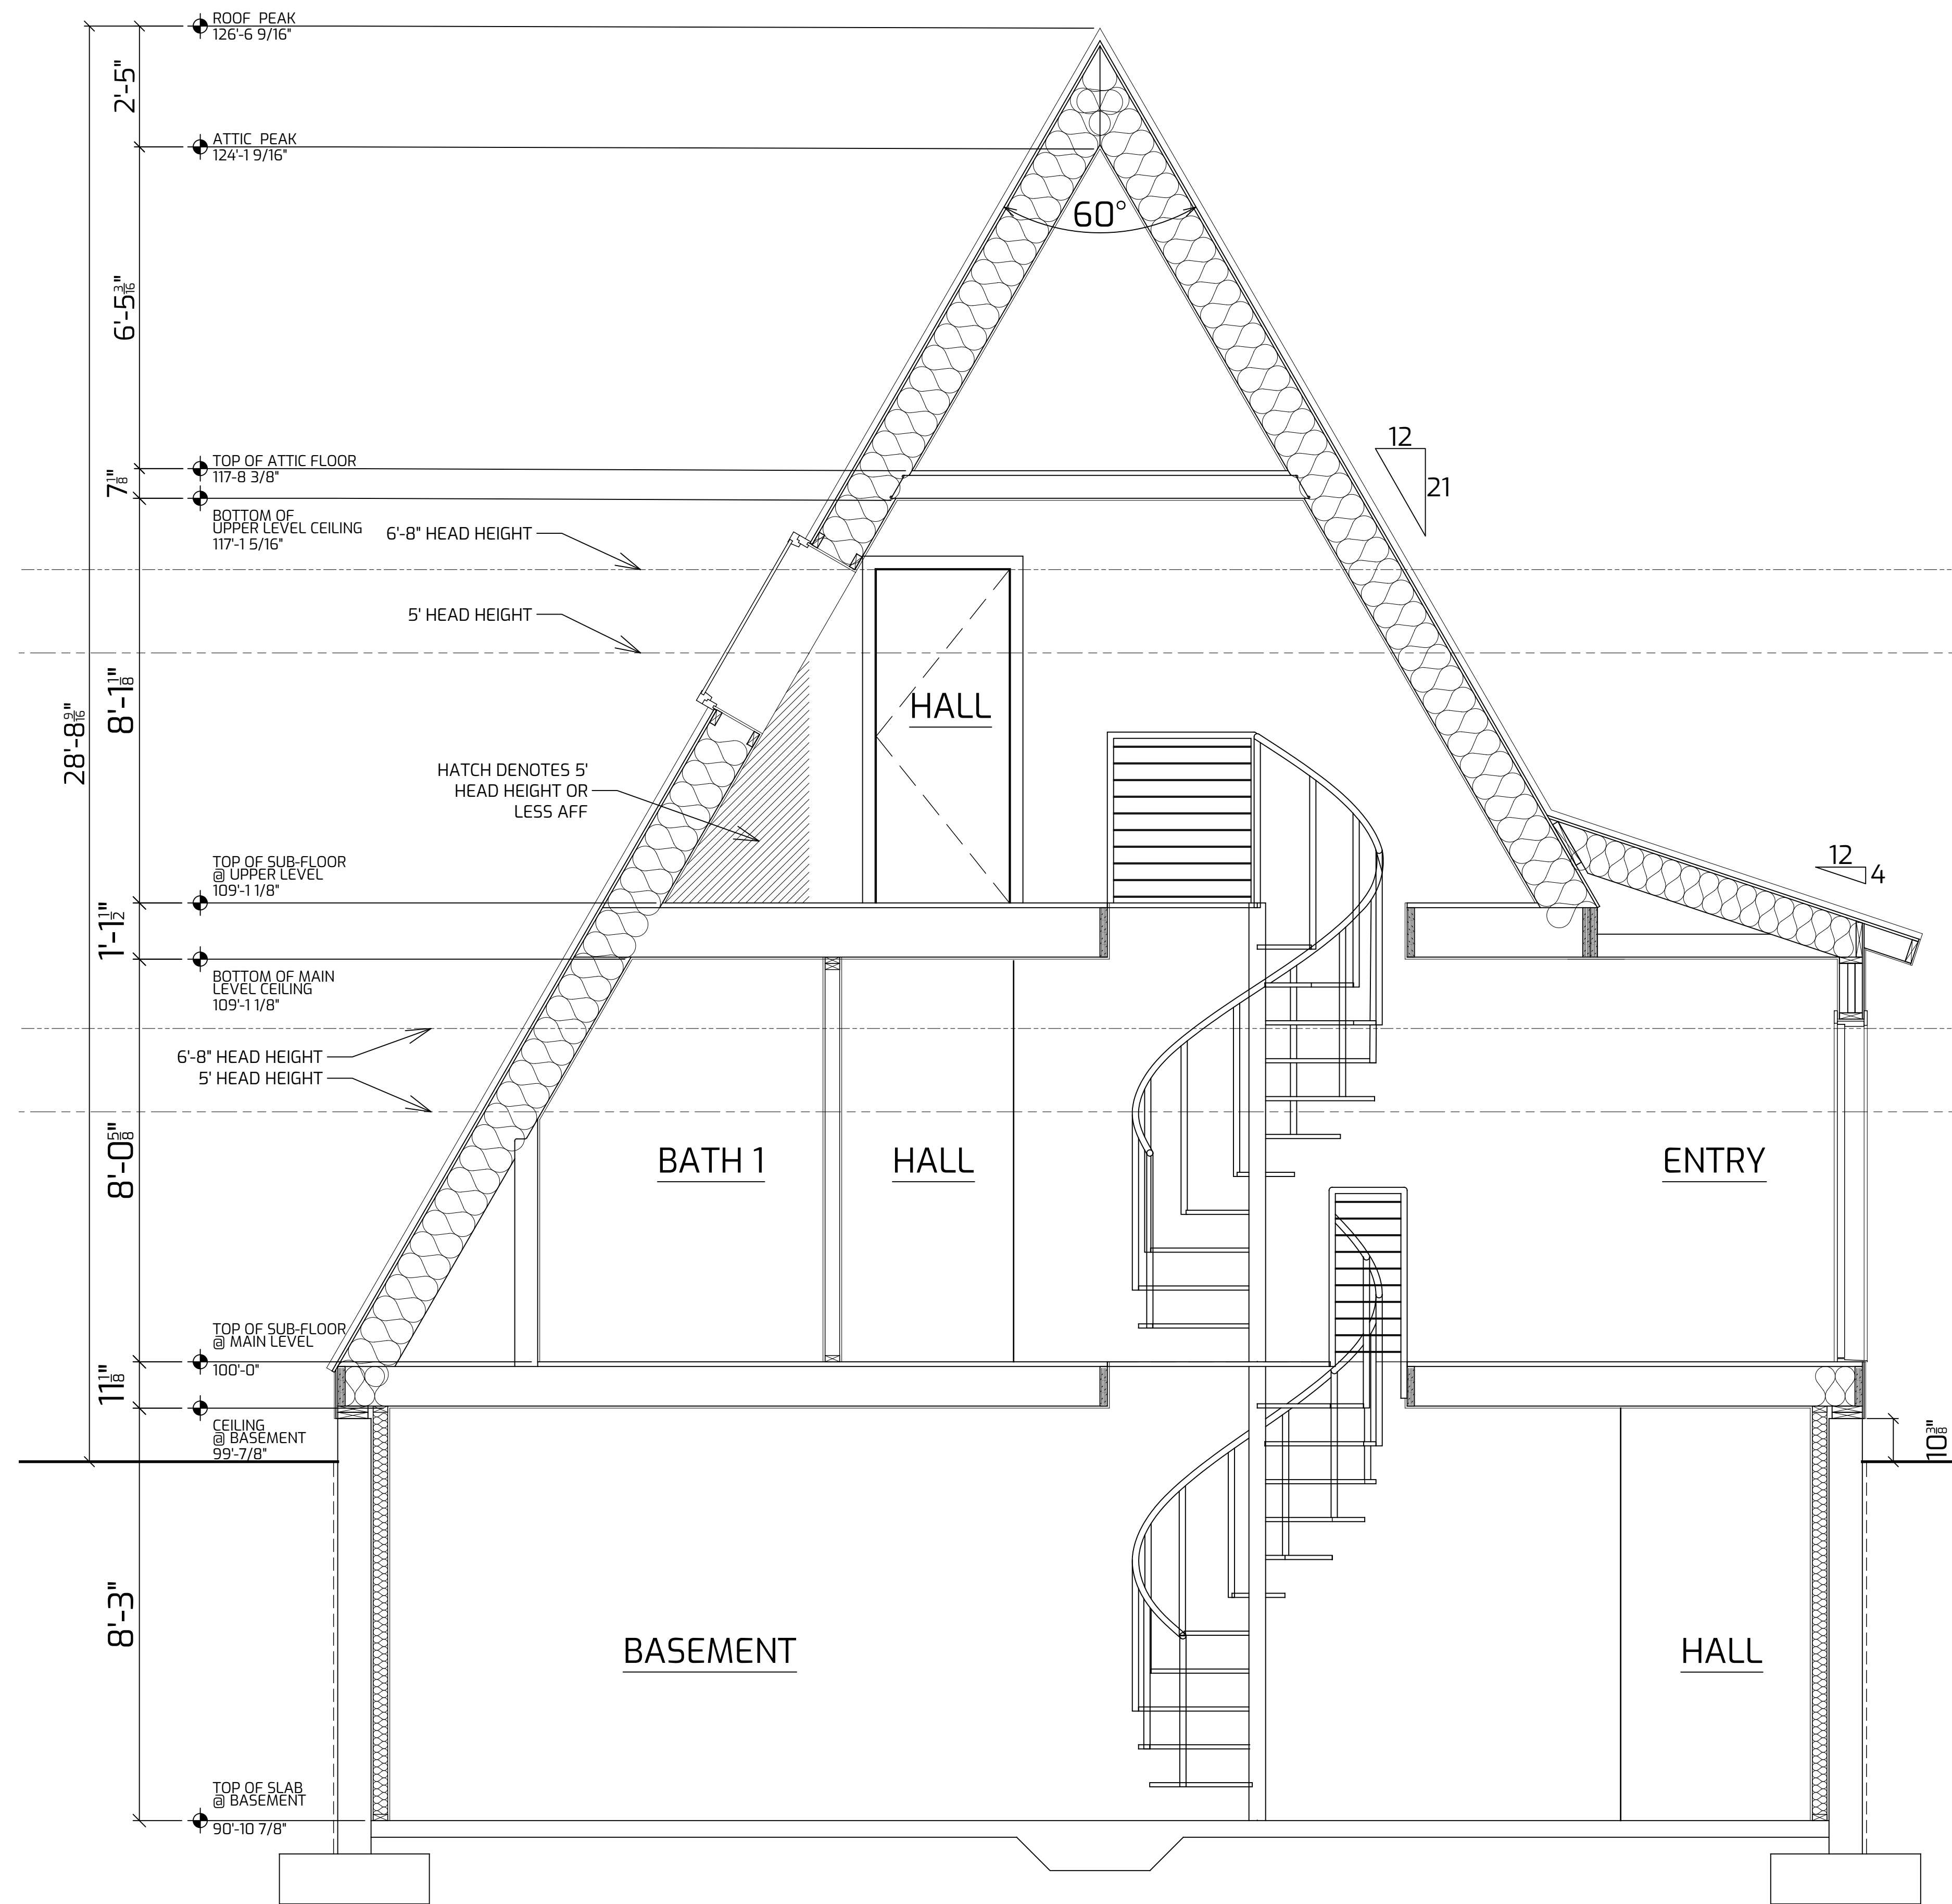 ROOF PEAK
126'-6 9/16"
2'-5"
ATTIC PEAK
124'-1 9/16"
60°
6'-5 3/16"
12
21
TOP OF ATTIC FLOOR
117-8 3/8"
7 1/8"
BOTTOM OF
UPPER LEVEL CEILING
117'-1 5/16"
6'-8" HEAD HEIGHT
5' HEAD HEIGHT
8'-1 1/8"
28'-8 9/16"
HALL
HATCH DENOTES 5'
HEAD HEIGHT OR
LESS AFF
12
4
TOP OF SUB-FLOOR
@ UPPER LEVEL
109'-1 1/8"
1'-1 1/2"
BOTTOM OF MAIN
LEVEL CEILING
109'-1 1/8"
6'-8" HEAD HEIGHT
5' HEAD HEIGHT
8'-0 5/8"
BATH 1
HALL
ENTRY
TOP OF SUB-FLOOR
@ MAIN LEVEL
100'-0"
11 1/8"
CEILING
@ BASEMENT
99'-7/8"
10 3/8"
8'-3"
BASEMENT
HALL
TOP OF SLAB
@ BASEMENT
90'-10 7/8"